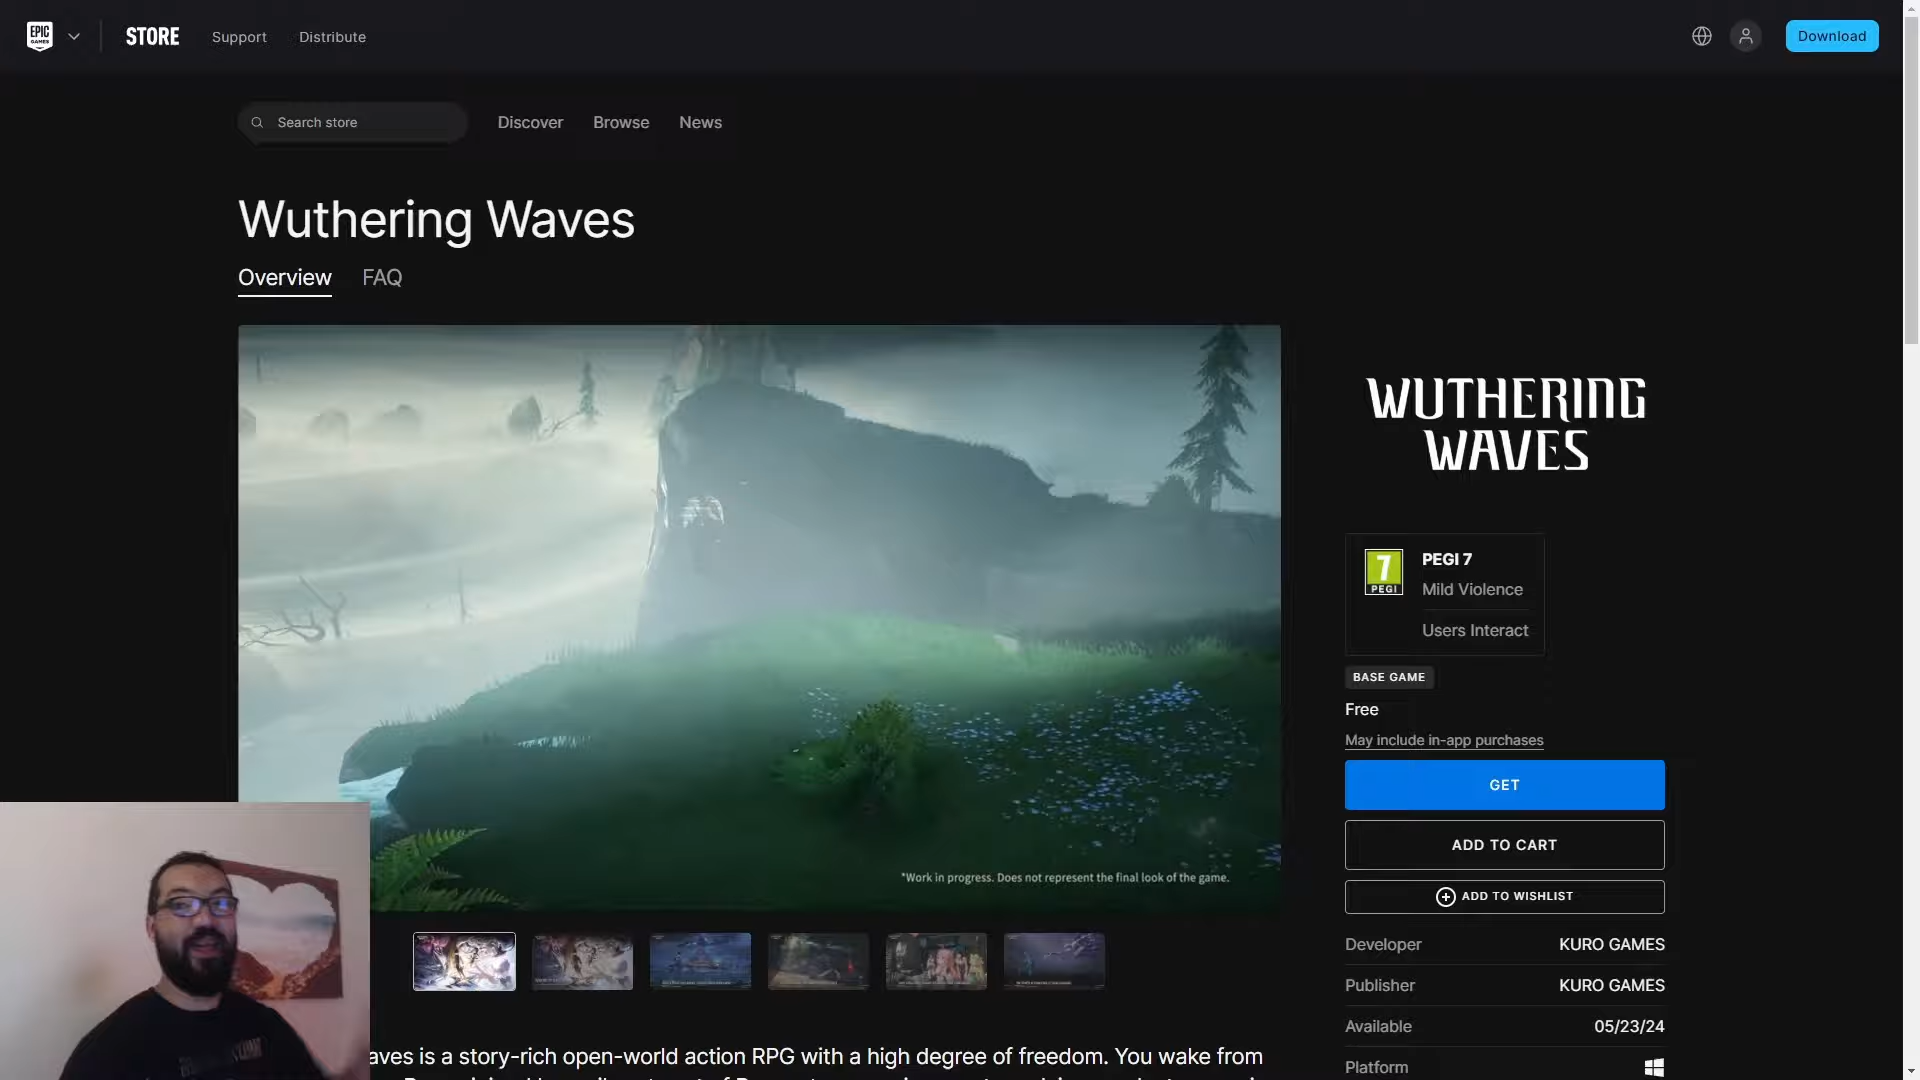 EPIC GAMES
STORE
Support
Distribute
Download
Search store
Discover
Browse
News
Wuthering Waves
Overview
FAQ
*Work in progress. Does not represent the final look of the game.
WUTHERING
WAVES
7
PEGI
PEGI 7
Mild Violence
Users Interact
BASE GAME
Free
May include in-app purchases
GET
ADD TO CART
ADD TO WISHLIST
Developer KURO GAMES
Publisher KURO GAMES
Available 05/23/24
Platform
aves is a story-rich open-world action RPG with a high degree of freedom. You wake from